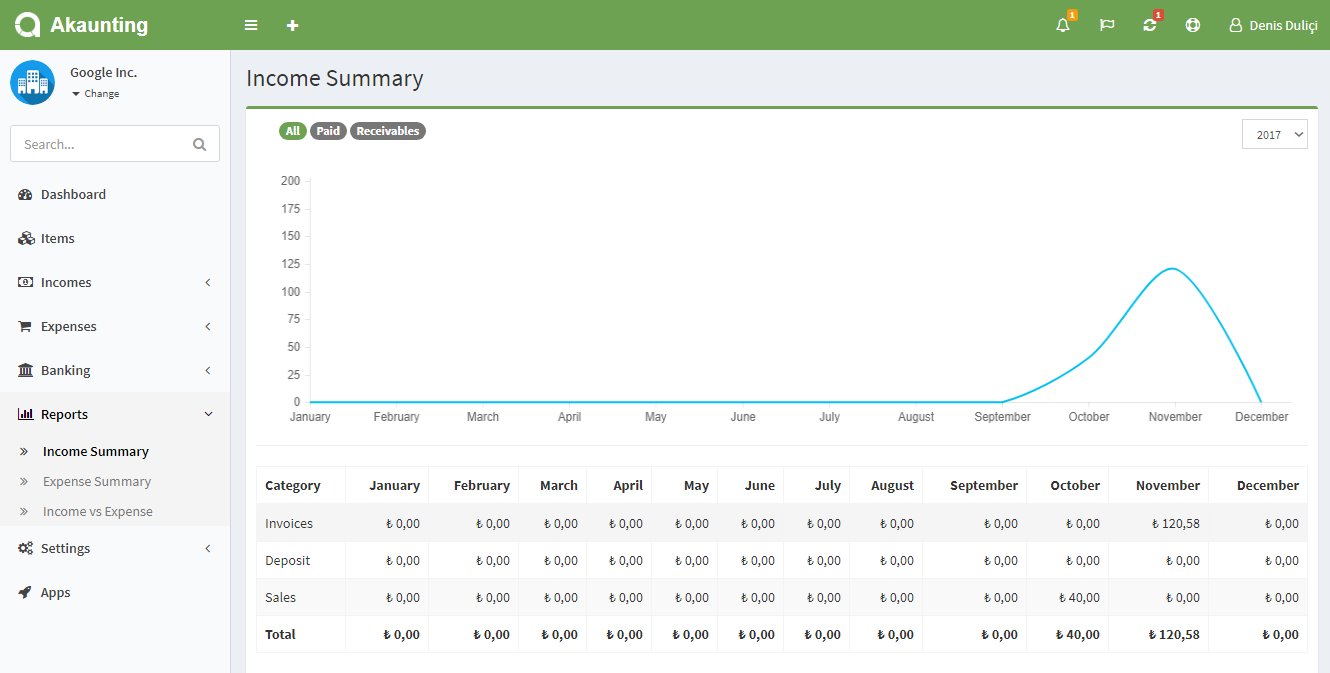 Akaunting
1
1
Denis Duliçi
Google Inc.
Change
Search...
Dashboard
Items
Incomes
Expenses
Banking
Reports
Income Summary
Expense Summary
Income vs Expense
Settings
Apps
Income Summary
All Paid Receivables
2017
200
175
150
125
100
75
50
25
0
January February March April May June July August September October November December
Category January February March April May June July August September October November December
Invoices ₺ 0,00 ₺ 0,00 ₺ 0,00 ₺ 0,00 ₺ 0,00 ₺ 0,00 ₺ 0,00 ₺ 0,00 ₺ 0,00 ₺ 0,00 ₺ 120,58 ₺ 0,00
Deposit ₺ 0,00 ₺ 0,00 ₺ 0,00 ₺ 0,00 ₺ 0,00 ₺ 0,00 ₺ 0,00 ₺ 0,00 ₺ 0,00 ₺ 0,00 ₺ 0,00 ₺ 0,00
Sales ₺ 0,00 ₺ 0,00 ₺ 0,00 ₺ 0,00 ₺ 0,00 ₺ 0,00 ₺ 0,00 ₺ 0,00 ₺ 0,00 ₺ 40,00 ₺ 0,00 ₺ 0,00
Total ₺ 0,00 ₺ 0,00 ₺ 0,00 ₺ 0,00 ₺ 0,00 ₺ 0,00 ₺ 0,00 ₺ 0,00 ₺ 0,00 ₺ 40,00 ₺ 120,58 ₺ 0,00